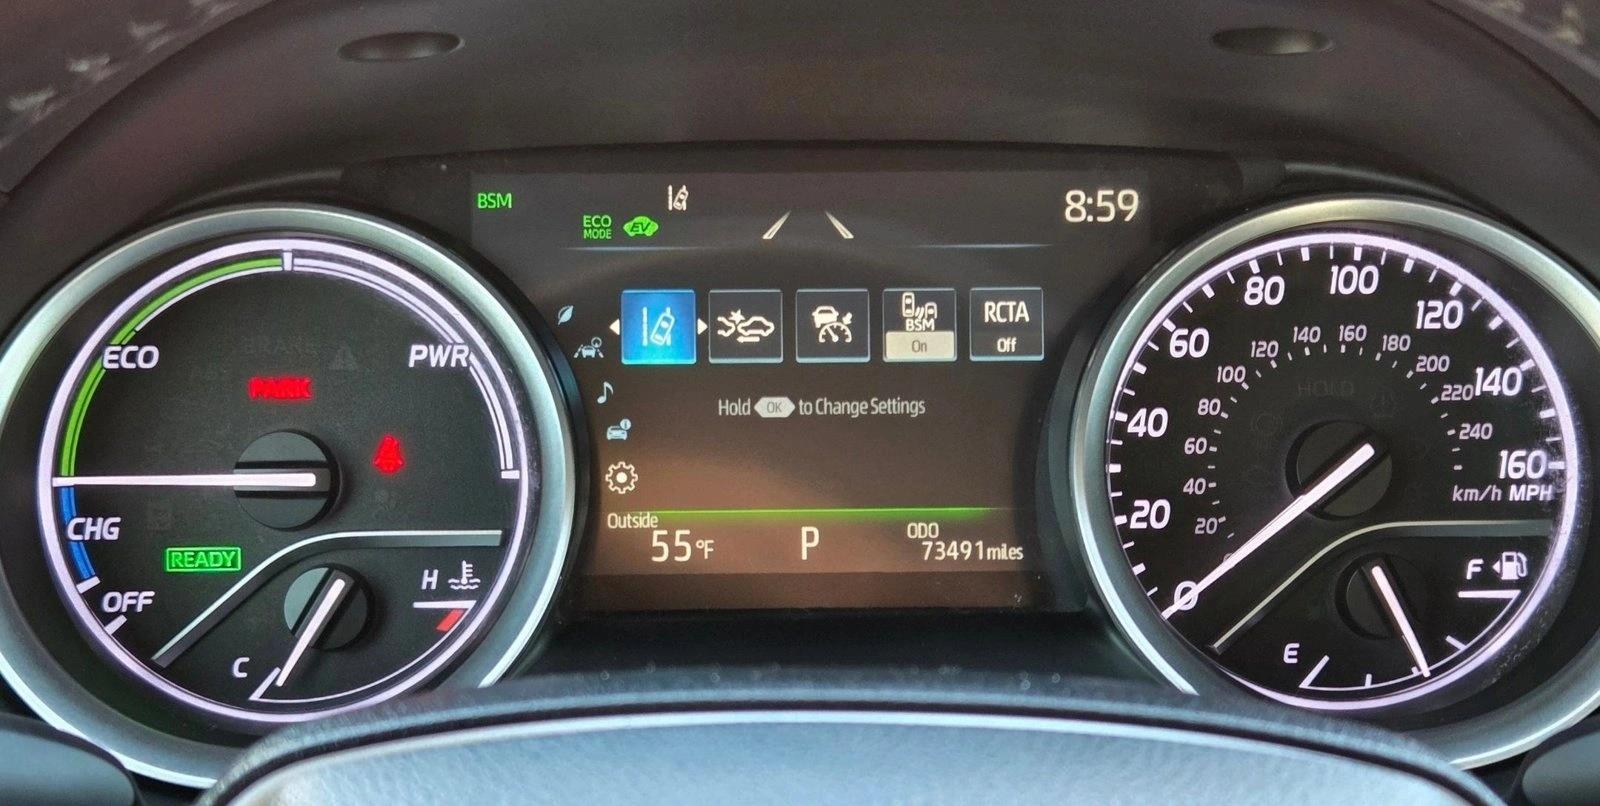 BSM
ECO
MODE
EV
8:59
ECO
PWR
PARK
CHG
READY
OFF
H
C
BSM
On
RCTA
Off
Hold OK to Change Settings
Outside
55°F
P
ODO
73491 miles
0
20
40
60
80
100
120
140
160
km/h MPH
20
40
60
80
100
120
140
160
180
200
220
240
HOLD
F
E